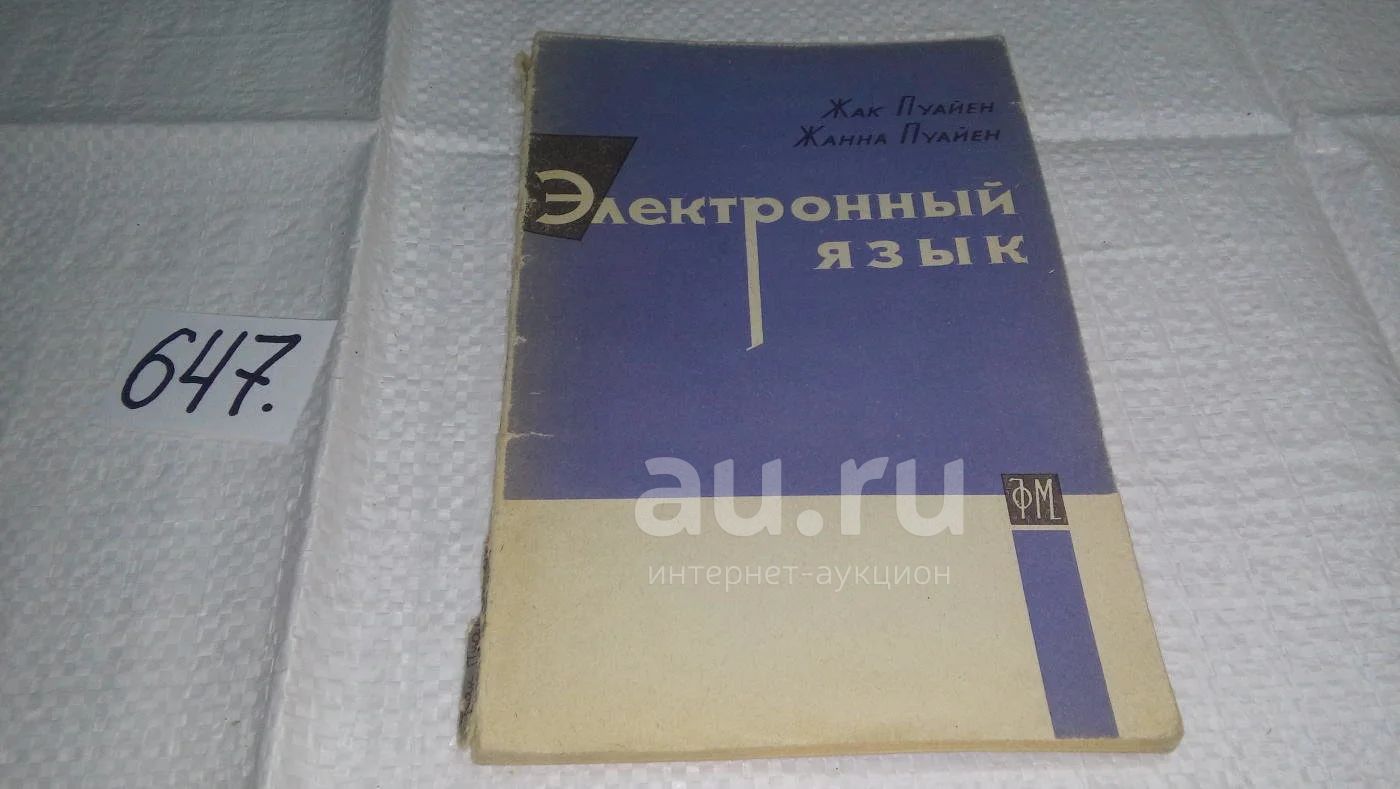 Жак Пуайен
Жанна Пуайен
Электронный
язык
647.
ФМ
au.ru
интернет-аукцион